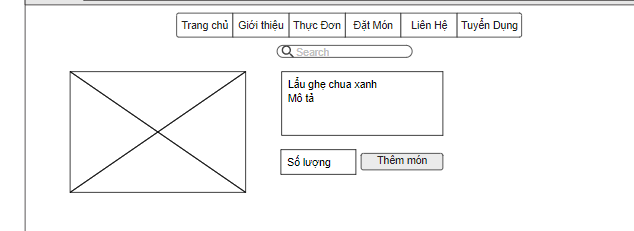 Trang chủ Giới thiệu Thực Đơn Đặt Món Liên Hệ Tuyển Dụng
Search
Lẩu ghẹ chua xanh
Mô tả
Số lượng Thêm món